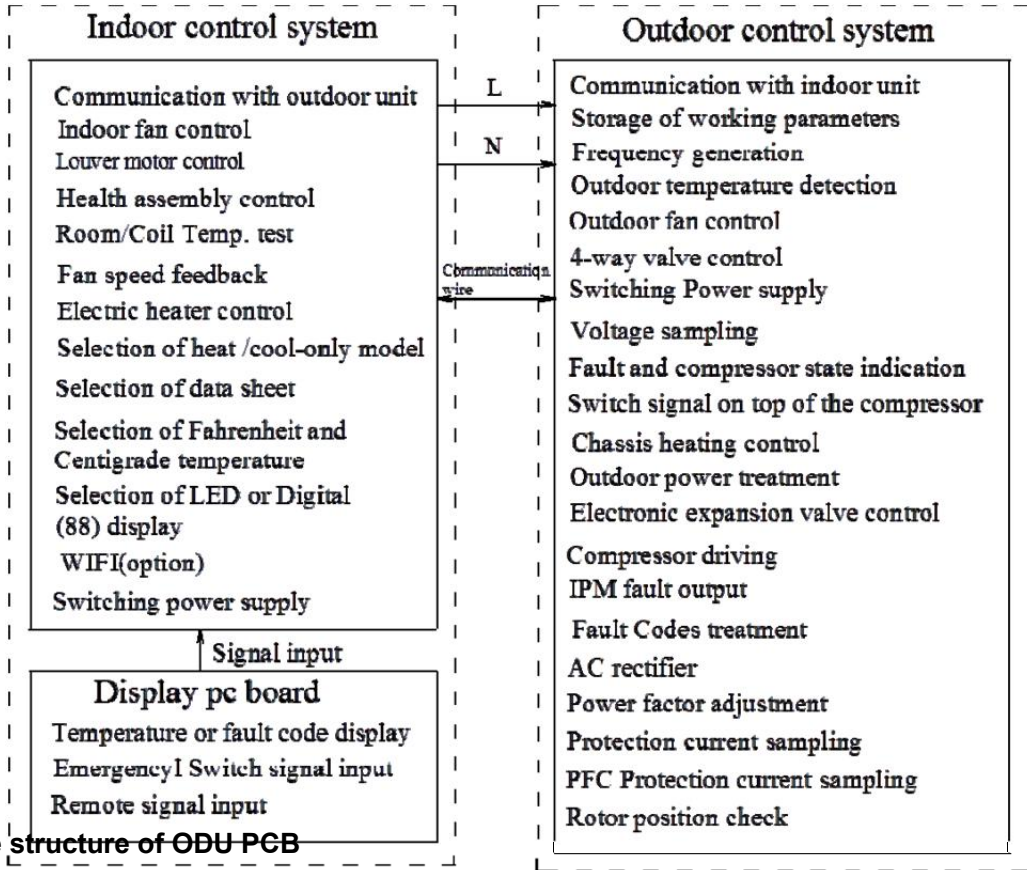 Indoor control system
Communication with outdoor unit
Indoor fan control
Louver motor control
Health assembly control
Room/Coil Temp. test
Fan speed feedback
Electric heater control
Selection of heat /cool-only model
Selection of data sheet
Selection of Fahrenheit and
Centigrade temperature
Selection of LED or Digital
(88) display
WIFI(option)
Switching power supply
Signal input
Display pc board
Temperature or fault code display
Emergency1 Switch signal input
Remote signal input
e structure of ODU PCB
L
N
Communication
wire
Outdoor control system
Communication with indoor unit
Storage of working parameters
Frequency generation
Outdoor temperature detection
Outdoor fan control
4-way valve control
Switching Power supply
Voltage sampling
Fault and compressor state indication
Switch signal on top of the compressor
Chassis heating control
Outdoor power treatment
Electronic expansion valve control
Compressor driving
IPM fault output
Fault Codes treatment
AC rectifier
Power factor adjustment
Protection current sampling
PFC Protection current sampling
Rotor position check